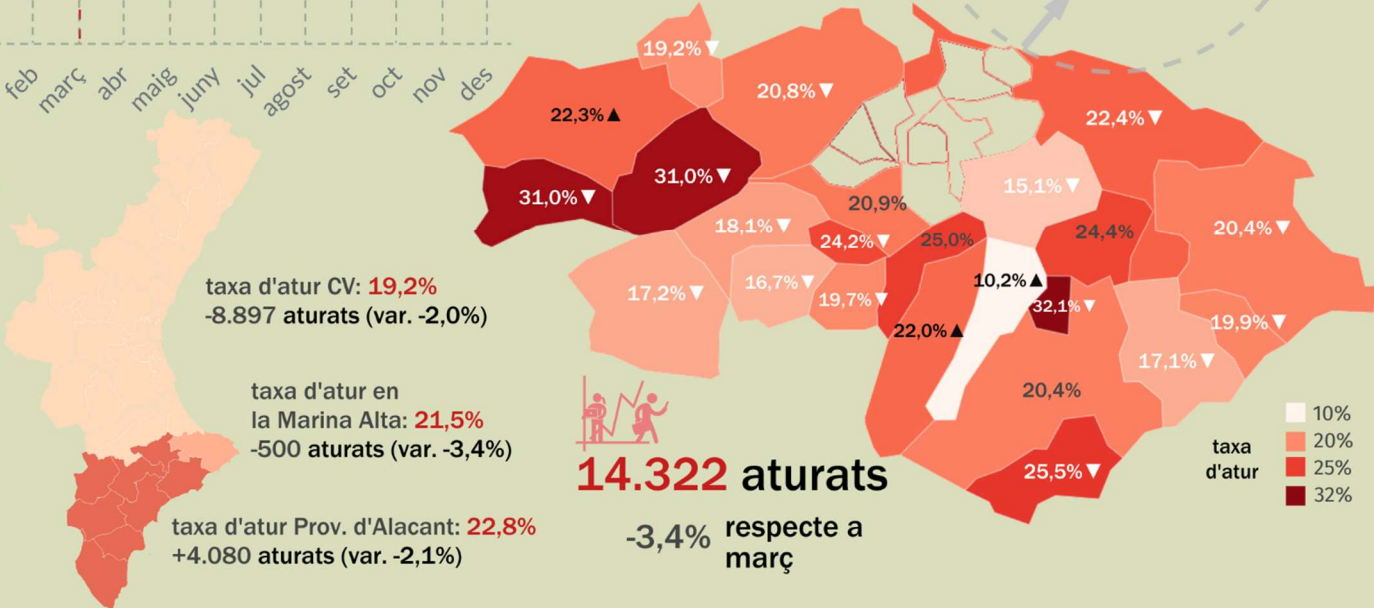 feb
març
abr
maig
juny
jul
agost
set
oct
nov
des
19,2% ▼
20,8% ▼
22,3% ▲
22,4% ▼
31,0% ▼
31,0% ▼
15,1% ▼
20,9%
18,1% ▼
24,2% ▼
25,0%
24,4%
20,4% ▼
17,2% ▼
16,7% ▼
19,7% ▼
10,2% ▲
32,1% ▼
22,0% ▲
19,9% ▼
17,1% ▼
20,4%
25,5% ▼
taxa d'atur CV: 19,2%
-8.897 aturats (var. -2,0%)
taxa d'atur en
la Marina Alta: 21,5%
-500 aturats (var. -3,4%)
taxa d'atur Prov. d'Alacant: 22,8%
+4.080 aturats (var. -2,1%)
14.322 aturats
-3,4% respecte a
març
taxa
d'atur
10%
20%
25%
32%